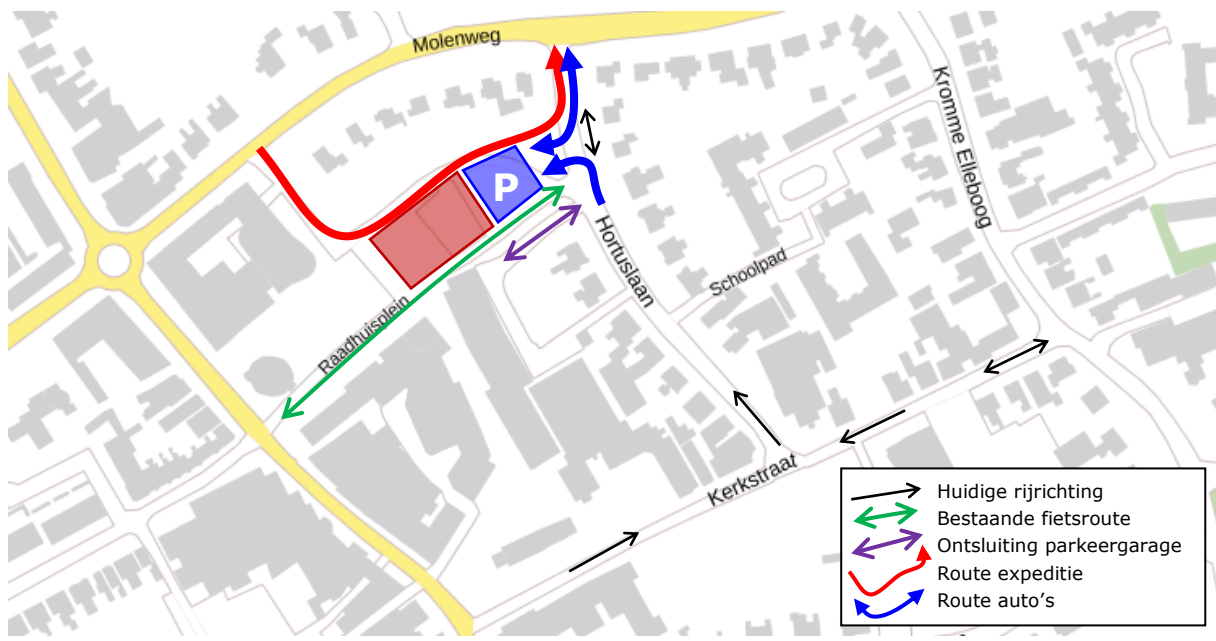 Molenweg
Kromme Elleboog
P
Hortuslaan
Schoolpad
Raadhuisplein
Kerkstraat
Huidige rijrichting
Bestaande fietsroute
Ontsluiting parkeergarage
Route expeditie
Route auto's